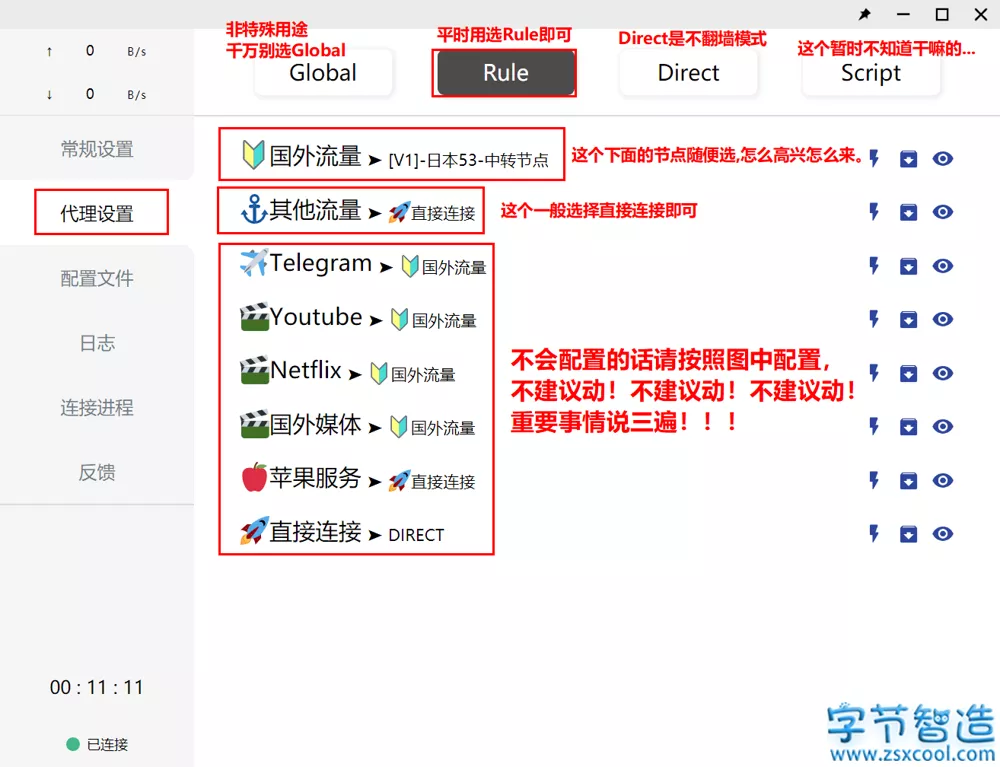 非特殊用途
千万别选Global
平时用选Rule即可
Direct是不翻墙模式
这个暂时不知道干嘛的...
↑ 0 B/s
↓ 0 B/s
Global
Rule
Direct
Script
常规设置
代理设置
配置文件
日志
连接进程
反馈
国外流量 ➤ [V1]-日本53-中转节点
这个下面的节点随便选,怎么高兴怎么来。
其他流量 ➤ 🚀直接连接
这个一般选择直接连接即可
Telegram ➤ 国外流量
Youtube ➤ 国外流量
Netflix ➤ 国外流量
国外媒体 ➤ 国外流量
苹果服务 ➤ 🚀直接连接
🚀直接连接 ➤ DIRECT
不会配置的话请按照图中配置，
不建议动！不建议动！不建议动！
重要事情说三遍！！！
00 : 11 : 11
已连接
字节智造
www.zsxcool.com